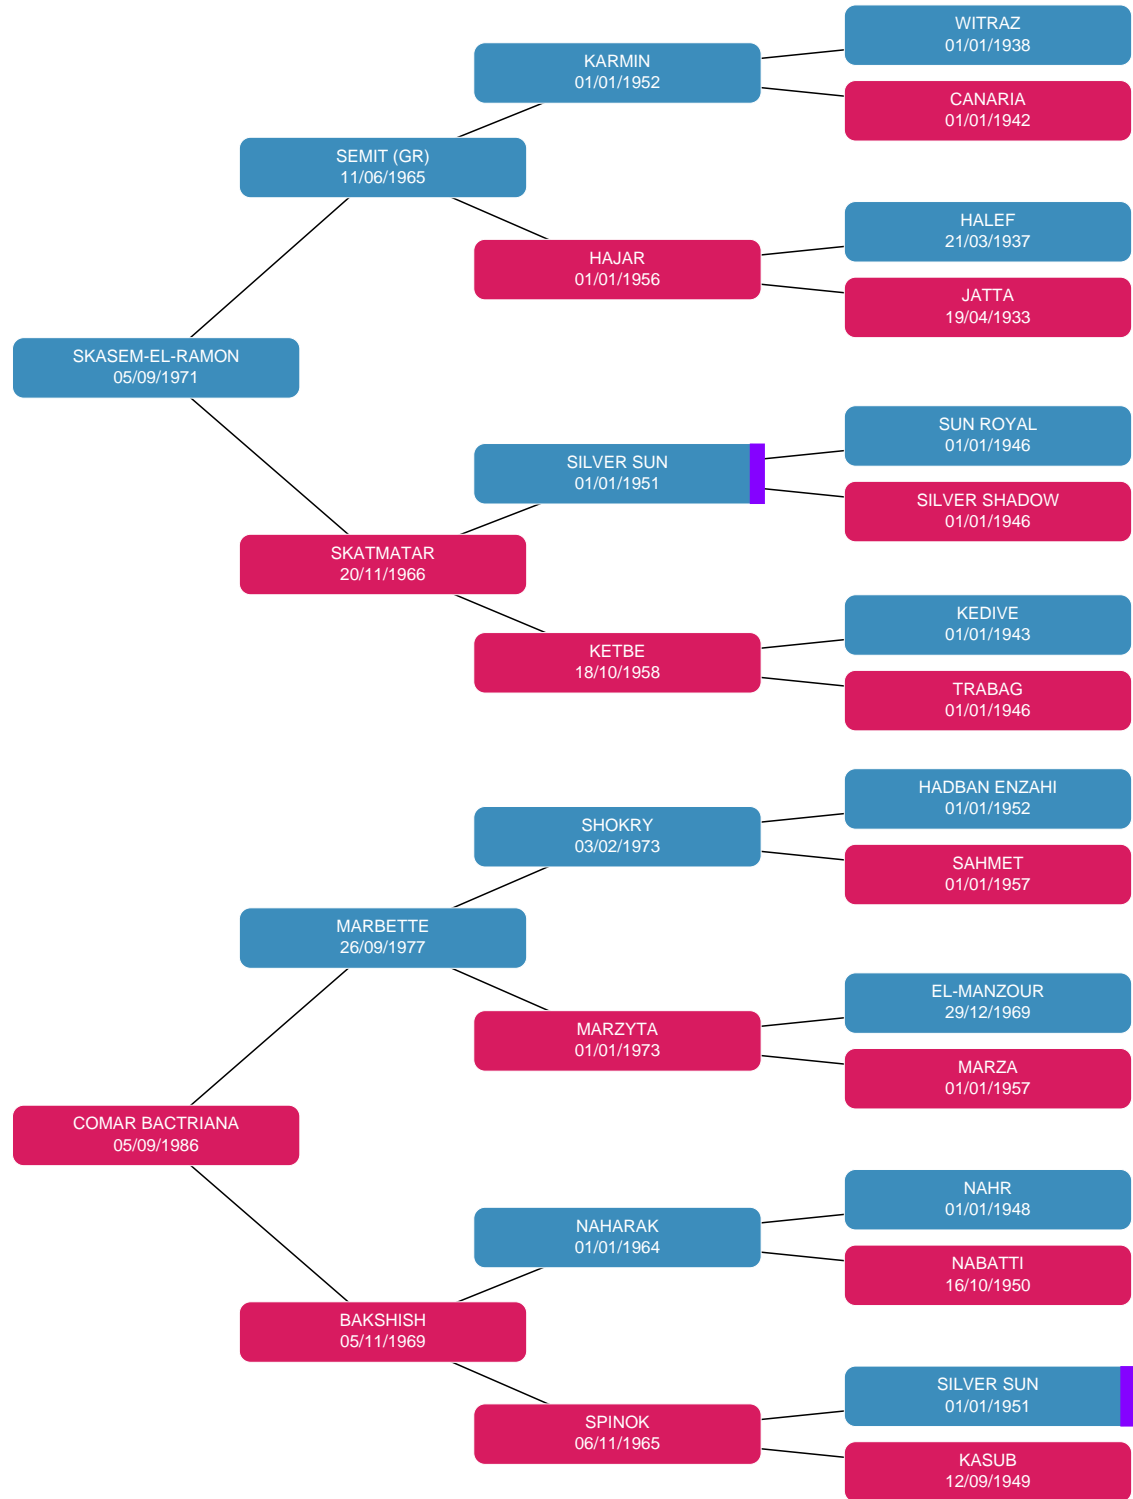 WITRAZ
01/01/1938
KARMIN
01/01/1952
CANARIA
01/01/1942
SEMIT (GR)
11/06/1965
HALEF
21/03/1937
HAJAR
01/01/1956
JATTA
19/04/1933
SKASEM-EL-RAMON
05/09/1971
SUN ROYAL
01/01/1946
SILVER SUN
01/01/1951
SILVER SHADOW
01/01/1946
SKATMATAR
20/11/1966
KEDIVE
01/01/1943
KETBE
18/10/1958
TRABAG
01/01/1946
HADBAN ENZAHI
01/01/1952
SHOKRY
03/02/1973
SAHMET
01/01/1957
MARBETTE
26/09/1977
EL-MANZOUR
29/12/1969
MARZYTA
01/01/1973
MARZA
01/01/1957
COMAR BACTRIANA
05/09/1986
NAHR
01/01/1948
NAHARAK
01/01/1964
NABATTI
16/10/1950
BAKSHISH
05/11/1969
SILVER SUN
01/01/1951
SPINOK
06/11/1965
KASUB
12/09/1949